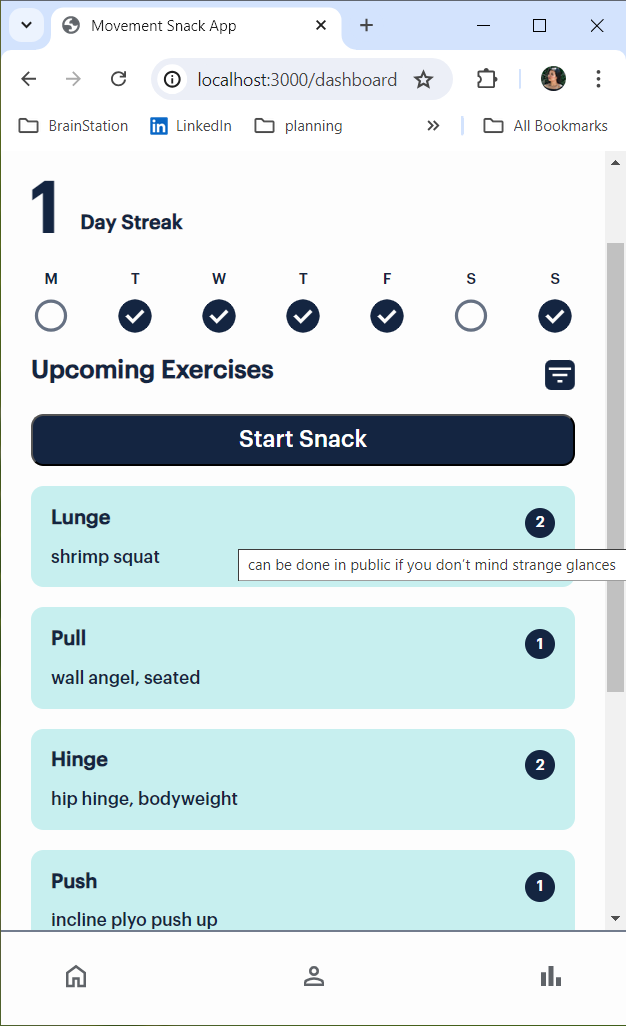 Movement Snack App
localhost:3000/dashboard
BrainStation LinkedIn planning All Bookmarks
1 Day Streak
M T W T F S S
Upcoming Exercises
Start Snack
Lunge 2
shrimp squat
can be done in public if you don't mind strange glances
Pull 1
wall angel, seated
Hinge 2
hip hinge, bodyweight
Push 1
incline plyo push up